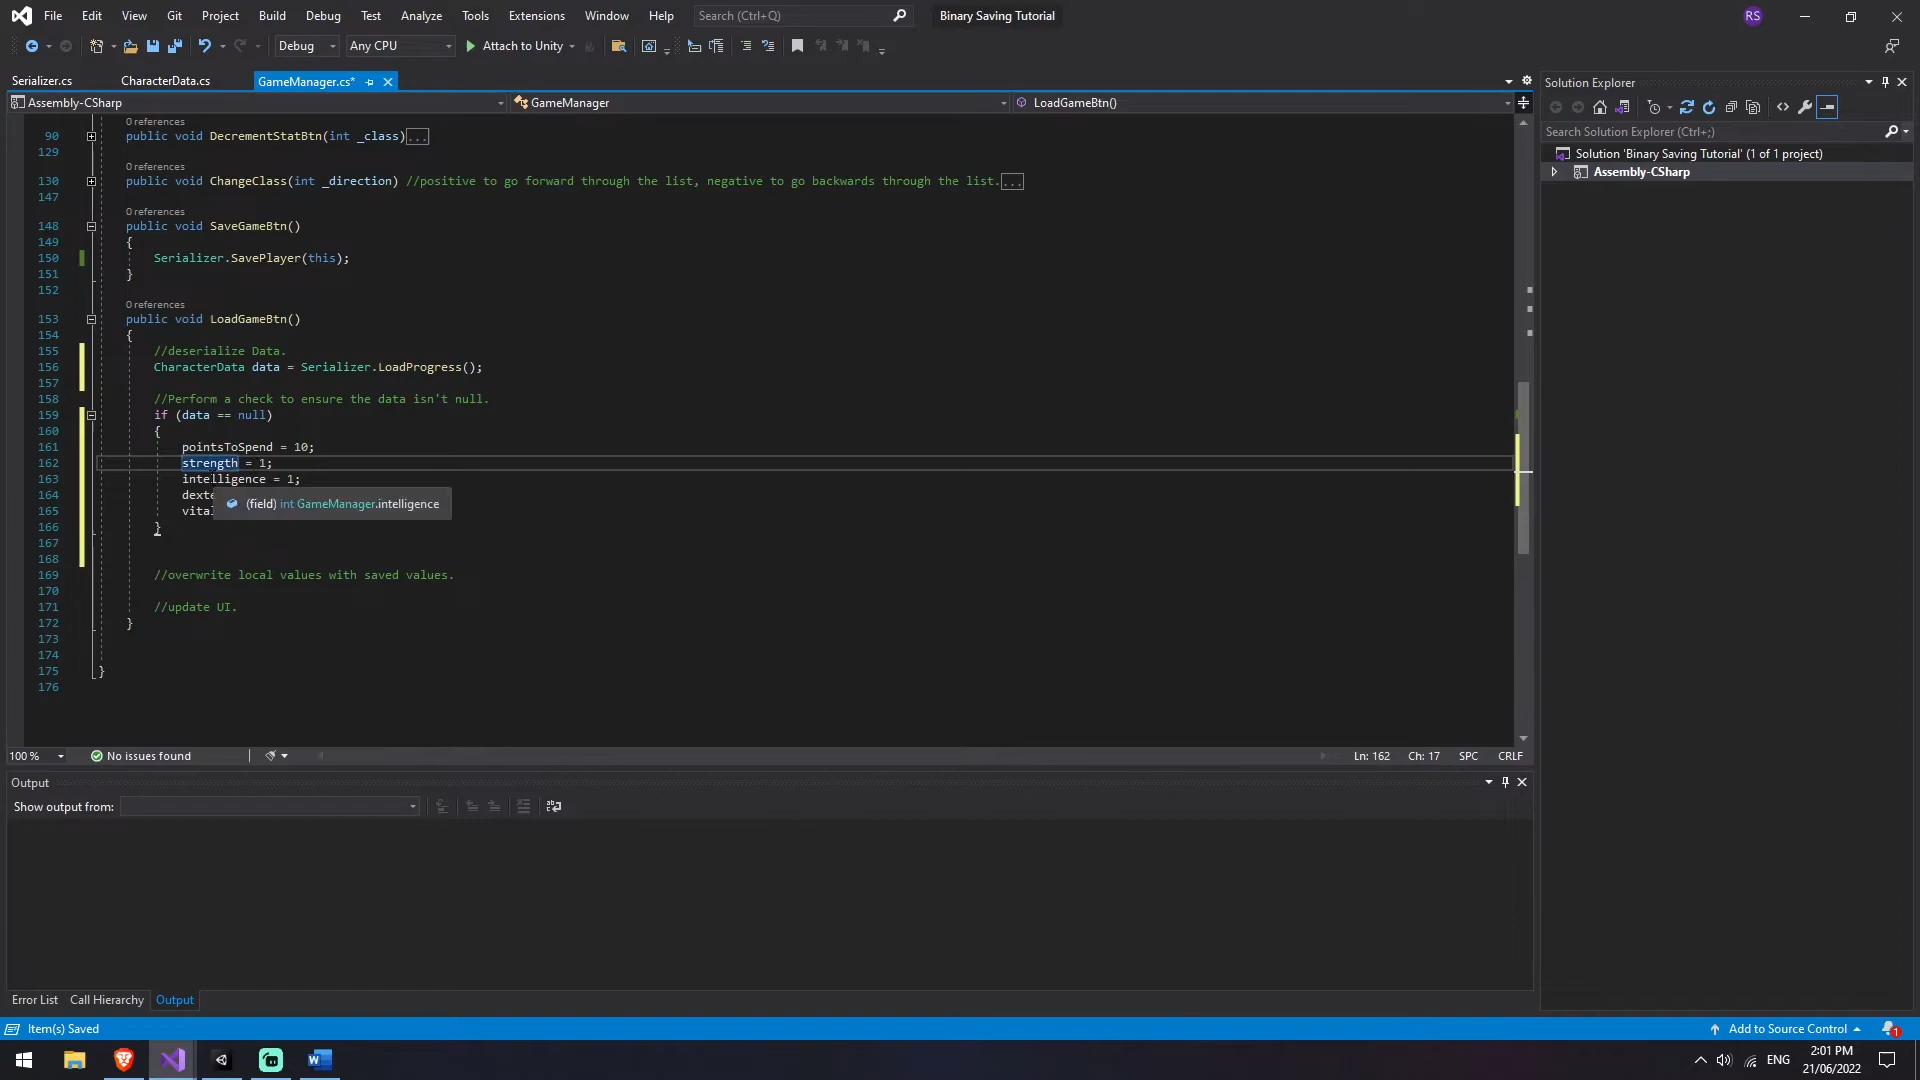 File Edit View Git Project Build Debug Test Analyze Tools Extensions Window Help Search (Ctrl+Q) Binary Saving Tutorial RS
Debug Any CPU Attach to Unity
Serializer.cs CharacterData.cs GameManager.cs*
Assembly-CSharp GameManager LoadGameBtn()
0 references
90 public void DecrementStatBtn(int _class)...
129
0 references
130 public void ChangeClass(int _direction) //positive to go forward through the list, negative to go backwards through the list....
147
0 references
148 public void SaveGameBtn()
149 {
150 Serializer.SavePlayer(this);
151 }
152
0 references
153 public void LoadGameBtn()
154 {
155 //deserialize Data.
156 CharacterData data = Serializer.LoadProgress();
157
158 //Perform a check to ensure the data isn't null.
159 if (data == null)
160 {
161 pointsToSpend = 10;
162 strength = 1;
163 intelligence = 1;
164 dexte
(field) int GameManager.intelligence
165 vital
166 }
167
168
169 //overwrite local values with saved values.
170
171 //update UI.
172 }
173
174
175 }
176
100 % No issues found Ln: 162 Ch: 17 SPC CRLF
Output
Show output from:
Error List Call Hierarchy Output
Solution Explorer
Search Solution Explorer (Ctrl+;)
Solution 'Binary Saving Tutorial' (1 of 1 project)
Assembly-CSharp
Item(s) Saved Add to Source Control 1
ENG 2:01 PM
21/06/2022